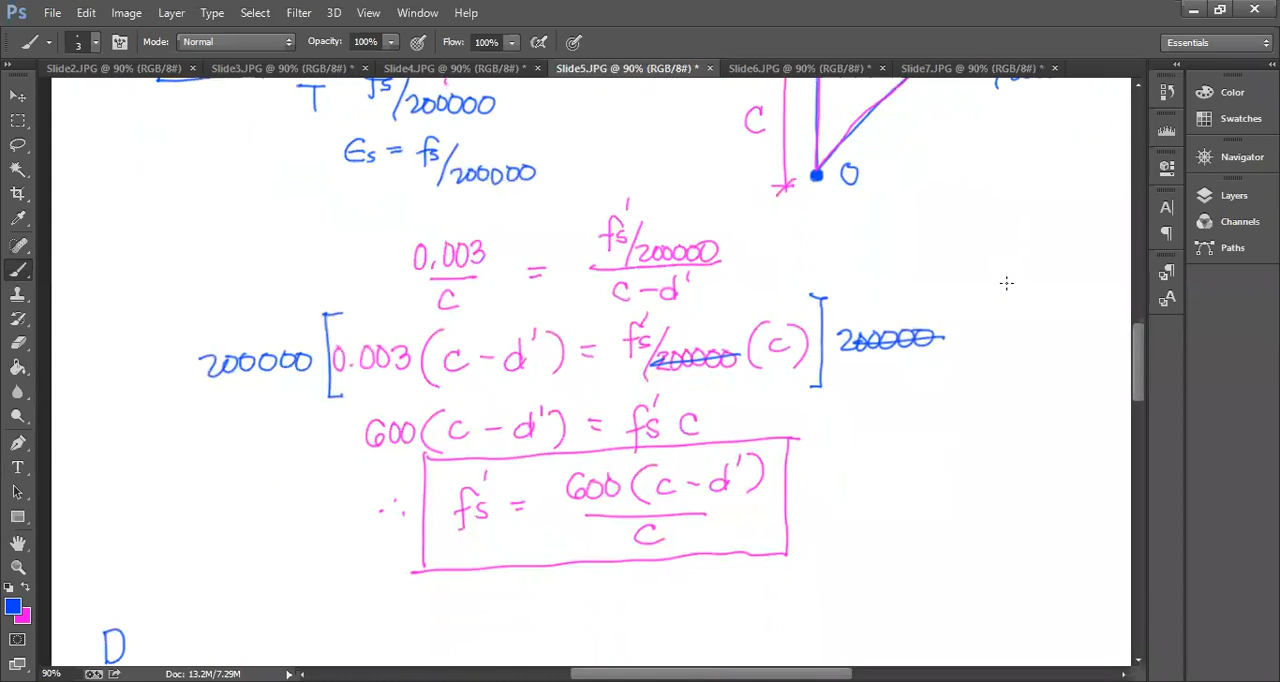 Ps File Edit Image Layer Type Select Filter 3D View Window Help
3 Mode: Normal Opacity: 100% Flow: 100% Essentials
Slide2.JPG @ 90% (RGB/8#) × Slide3.JPG @ 90% (RGB/8#) * × Slide4.JPG @ 90% (RGB/8#) * × Slide5.JPG @ 90% (RGB/8#) * × Slide6.JPG @ 90% (RGB/8#) * × Slide7.JPG @ 90% (RGB/8#) * ×
T fs/200000
C
Es = fs/200000
O
0.003/c = fs'/200000/c-d'
200000 [0.003(c-d') = fs'/200000 (c)] 200000
600(c-d') = fs' c
∴ fs' = 600(c-d')/c
D
Color
Swatches
Navigator
Layers
Channels
Paths
90% Doc: 13.2M/7.29M